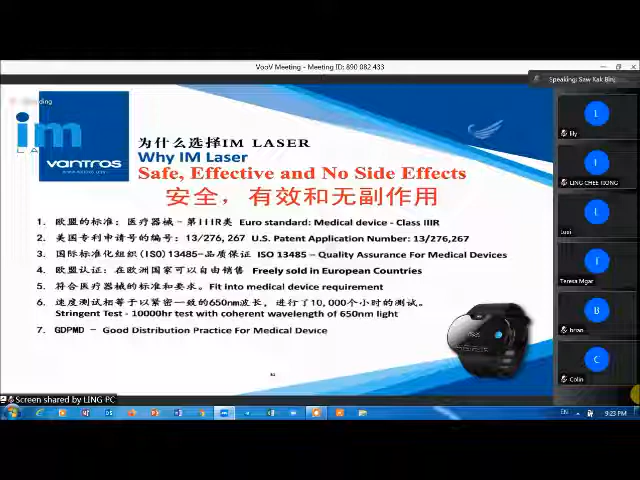 VooV Meeting - Meeting ID: 890 082 433
Speaking: Saw Kak Bin;
im
LA
vantros
为什么选择IM LASER
Why IM Laser
Safe, Effective and No Side Effects
安全，有效和无副作用
1. 欧盟的标准：医疗器械 – 第IIIR类 Euro standard: Medical device - Class IIIR
2. 美国专利申请号的编号：13/276, 267 U.S. Patent Application Number: 13/276,267
3. 国际标准化组织 (ISO) 13485-品质保证 ISO 13485 – Quality Assurance For Medical Devices
4. 欧盟认证：在欧洲国家可以自由销售 Freely sold in European Countries
5. 符合医疗器械的标准和要求。Fit into medical device requirement
6. 速度测试相等于以紧密一致的650nm波长，进行了10,000个小时的测试。
Stringent Test - 10000hr test with coherent wavelength of 650nm light
7. GDPMD – Good Distribution Practice For Medical Device
L
lily
L
LING CHEE HONG
L
T
Teresa Mgar
B
brian
C
Colin
Screen shared by LING PC
EN
9:23 PM